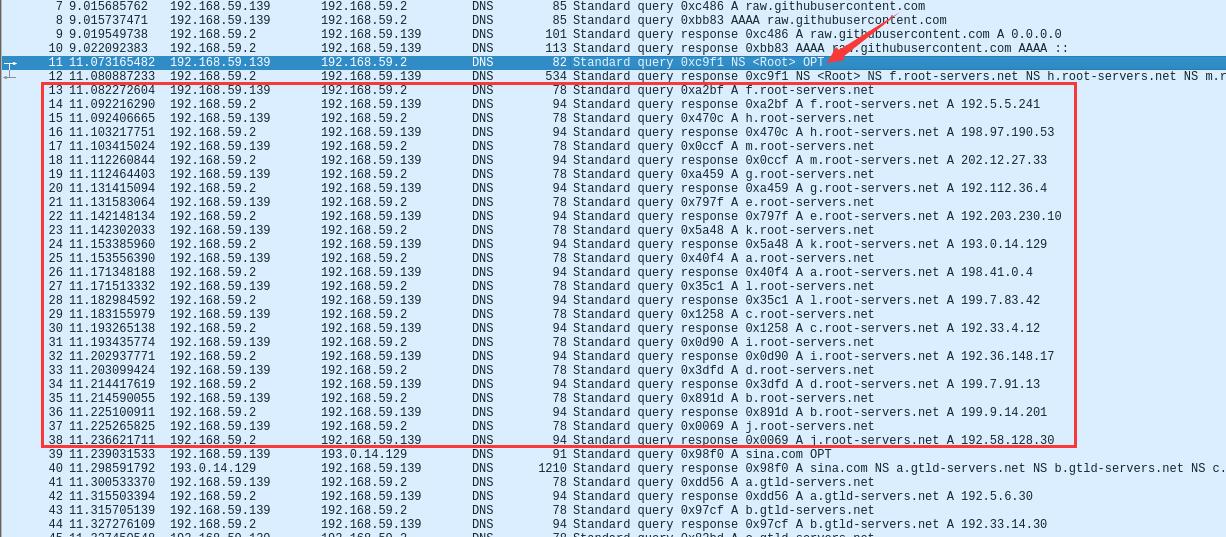 7 9.015685762 192.168.59.139 192.168.59.2 DNS 85 Standard query 0xc486 A raw.githubusercontent.com
8 9.015737471 192.168.59.139 192.168.59.2 DNS 85 Standard query 0xbb83 AAAA raw.githubusercontent.com
9 9.019549738 192.168.59.2 192.168.59.139 DNS 101 Standard query response 0xc486 A raw.githubusercontent.com A 0.0.0.0
10 9.022092383 192.168.59.2 192.168.59.139 DNS 113 Standard query response 0xbb83 AAAA raw.githubusercontent.com AAAA ::
11 11.073165482 192.168.59.139 192.168.59.2 DNS 82 Standard query 0xc9f1 NS <Root> OPT
12 11.080887233 192.168.59.2 192.168.59.139 DNS 534 Standard query response 0xc9f1 NS <Root> NS f.root-servers.net NS h.root-servers.net NS m.r
13 11.082272604 192.168.59.139 192.168.59.2 DNS 78 Standard query 0xa2bf A f.root-servers.net
14 11.092216290 192.168.59.2 192.168.59.139 DNS 94 Standard query response 0xa2bf A f.root-servers.net A 192.5.5.241
15 11.092406665 192.168.59.139 192.168.59.2 DNS 78 Standard query 0x470c A h.root-servers.net
16 11.103217751 192.168.59.2 192.168.59.139 DNS 94 Standard query response 0x470c A h.root-servers.net A 198.97.190.53
17 11.103415024 192.168.59.139 192.168.59.2 DNS 78 Standard query 0x0ccf A m.root-servers.net
18 11.112260844 192.168.59.2 192.168.59.139 DNS 94 Standard query response 0x0ccf A m.root-servers.net A 202.12.27.33
19 11.112464403 192.168.59.139 192.168.59.2 DNS 78 Standard query 0xa459 A g.root-servers.net
20 11.131415094 192.168.59.2 192.168.59.139 DNS 94 Standard query response 0xa459 A g.root-servers.net A 192.112.36.4
21 11.131583064 192.168.59.139 192.168.59.2 DNS 78 Standard query 0x797f A e.root-servers.net
22 11.142148134 192.168.59.2 192.168.59.139 DNS 94 Standard query response 0x797f A e.root-servers.net A 192.203.230.10
23 11.142302033 192.168.59.139 192.168.59.2 DNS 78 Standard query 0x5a48 A k.root-servers.net
24 11.153385960 192.168.59.2 192.168.59.139 DNS 94 Standard query response 0x5a48 A k.root-servers.net A 193.0.14.129
25 11.153556390 192.168.59.139 192.168.59.2 DNS 78 Standard query 0x40f4 A a.root-servers.net
26 11.171348188 192.168.59.2 192.168.59.139 DNS 94 Standard query response 0x40f4 A a.root-servers.net A 198.41.0.4
27 11.171513332 192.168.59.139 192.168.59.2 DNS 78 Standard query 0x35c1 A l.root-servers.net
28 11.182984592 192.168.59.2 192.168.59.139 DNS 94 Standard query response 0x35c1 A l.root-servers.net A 199.7.83.42
29 11.183155979 192.168.59.139 192.168.59.2 DNS 78 Standard query 0x1258 A c.root-servers.net
30 11.193265138 192.168.59.2 192.168.59.139 DNS 94 Standard query response 0x1258 A c.root-servers.net A 192.33.4.12
31 11.193435774 192.168.59.139 192.168.59.2 DNS 78 Standard query 0x0d90 A i.root-servers.net
32 11.202937771 192.168.59.2 192.168.59.139 DNS 94 Standard query response 0x0d90 A i.root-servers.net A 192.36.148.17
33 11.203099424 192.168.59.139 192.168.59.2 DNS 78 Standard query 0x3dfd A d.root-servers.net
34 11.214417619 192.168.59.2 192.168.59.139 DNS 94 Standard query response 0x3dfd A d.root-servers.net A 199.7.91.13
35 11.214590055 192.168.59.139 192.168.59.2 DNS 78 Standard query 0x891d A b.root-servers.net
36 11.225100911 192.168.59.2 192.168.59.139 DNS 94 Standard query response 0x891d A b.root-servers.net A 199.9.14.201
37 11.225265825 192.168.59.139 192.168.59.2 DNS 78 Standard query 0x0069 A j.root-servers.net
38 11.236621711 192.168.59.2 192.168.59.139 DNS 94 Standard query response 0x0069 A j.root-servers.net A 192.58.128.30
39 11.239031533 192.168.59.139 193.0.14.129 DNS 91 Standard query 0x98f0 A sina.com OPT
40 11.298591792 193.0.14.129 192.168.59.139 DNS 1210 Standard query response 0x98f0 A sina.com NS a.gtld-servers.net NS b.gtld-servers.net NS c.
41 11.300533370 192.168.59.139 192.168.59.2 DNS 78 Standard query 0xdd56 A a.gtld-servers.net
42 11.315503394 192.168.59.2 192.168.59.139 DNS 94 Standard query response 0xdd56 A a.gtld-servers.net A 192.5.6.30
43 11.315705139 192.168.59.139 192.168.59.2 DNS 78 Standard query 0x97cf A b.gtld-servers.net
44 11.327276109 192.168.59.2 192.168.59.139 DNS 94 Standard query response 0x97cf A b.gtld-servers.net A 192.33.14.30